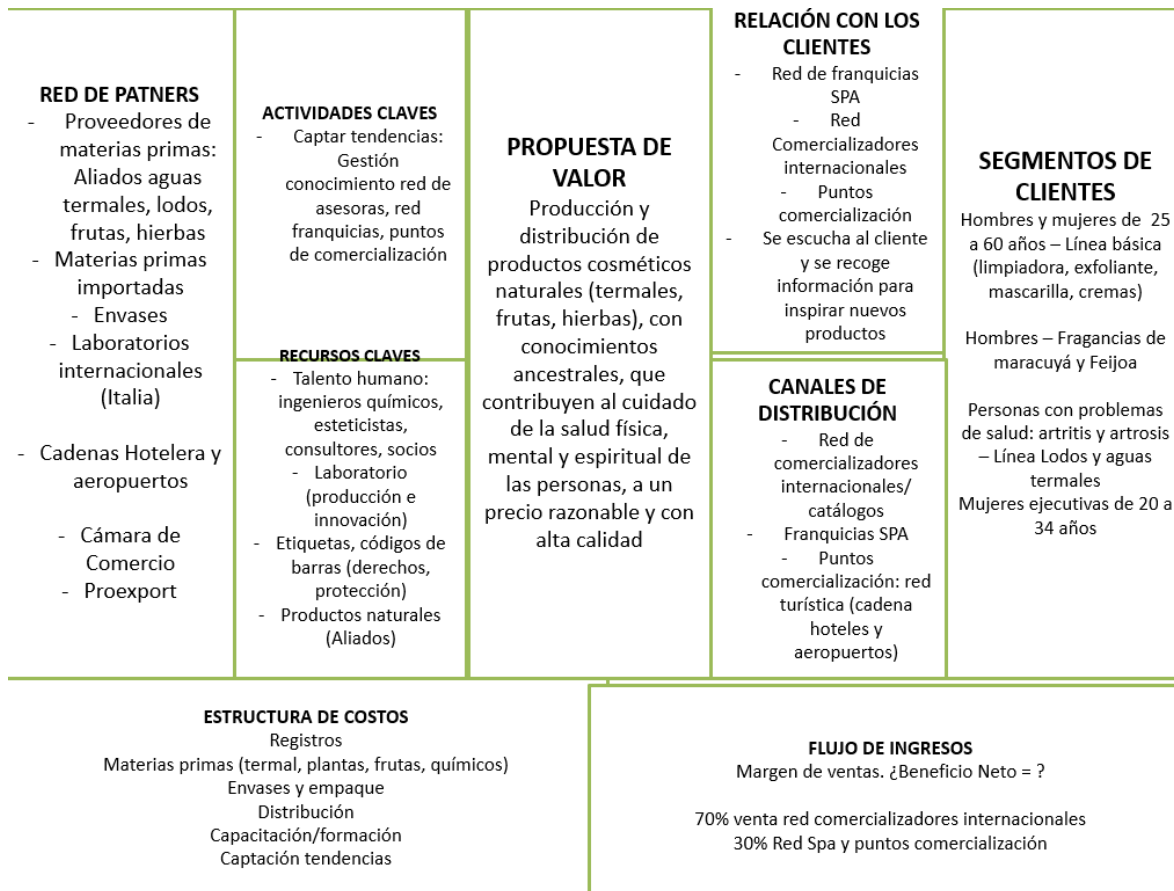 RED DE PATNERS
- Proveedores de
materias primas:
Aliados aguas
termales, lodos,
frutas, hierbas
- Materias primas
importadas
- Envases
- Laboratorios
internacionales
(Italia)
- Cadenas Hotelera y
aeropuertos
- Cámara de
Comercio
- Proexport
ACTIVIDADES CLAVES
- Captar tendencias:
Gestión
conocimiento red de
asesoras, red
franquicias, puntos
de comercialización
RECURSOS CLAVES
- Talento humano:
ingenieros químicos,
esteticistas,
consultores, socios
- Laboratorio
(producción e
innovación)
- Etiquetas, códigos de
barras (derechos,
protección)
- Productos naturales
(Aliados)
PROPUESTA DE
VALOR
Producción y
distribución de
productos cosméticos
naturales (termales,
frutas, hierbas), con
conocimientos
ancestrales, que
contribuyen al cuidado
de la salud física,
mental y espiritual de
las personas, a un
precio razonable y con
alta calidad
RELACIÓN CON LOS
CLIENTES
- Red de franquicias
SPA
- Red
Comercializadores
internacionales
- Puntos
comercialización
- Se escucha al cliente
y se recoge
información para
inspirar nuevos
productos
CANALES DE
DISTRIBUCIÓN
- Red de
comercializadores
internacionales/
catálogos
- Franquicias SPA
- Puntos
comercialización: red
turística (cadena
hoteles y
aeropuertos)
SEGMENTOS DE
CLIENTES
Hombres y mujeres de 25
a 60 años – Línea básica
(limpiadora, exfoliante,
mascarilla, cremas)
Hombres – Fragancias de
maracuyá y Feijoa
Personas con problemas
de salud: artritis y artrosis
– Línea Lodos y aguas
termales
Mujeres ejecutivas de 20 a
34 años
ESTRUCTURA DE COSTOS
Registros
Materias primas (termal, plantas, frutas, químicos)
Envases y empaque
Distribución
Capacitación/formación
Captación tendencias
FLUJO DE INGRESOS
Margen de ventas. ¿Beneficio Neto = ?
70% venta red comercializadores internacionales
30% Red Spa y puntos comercialización